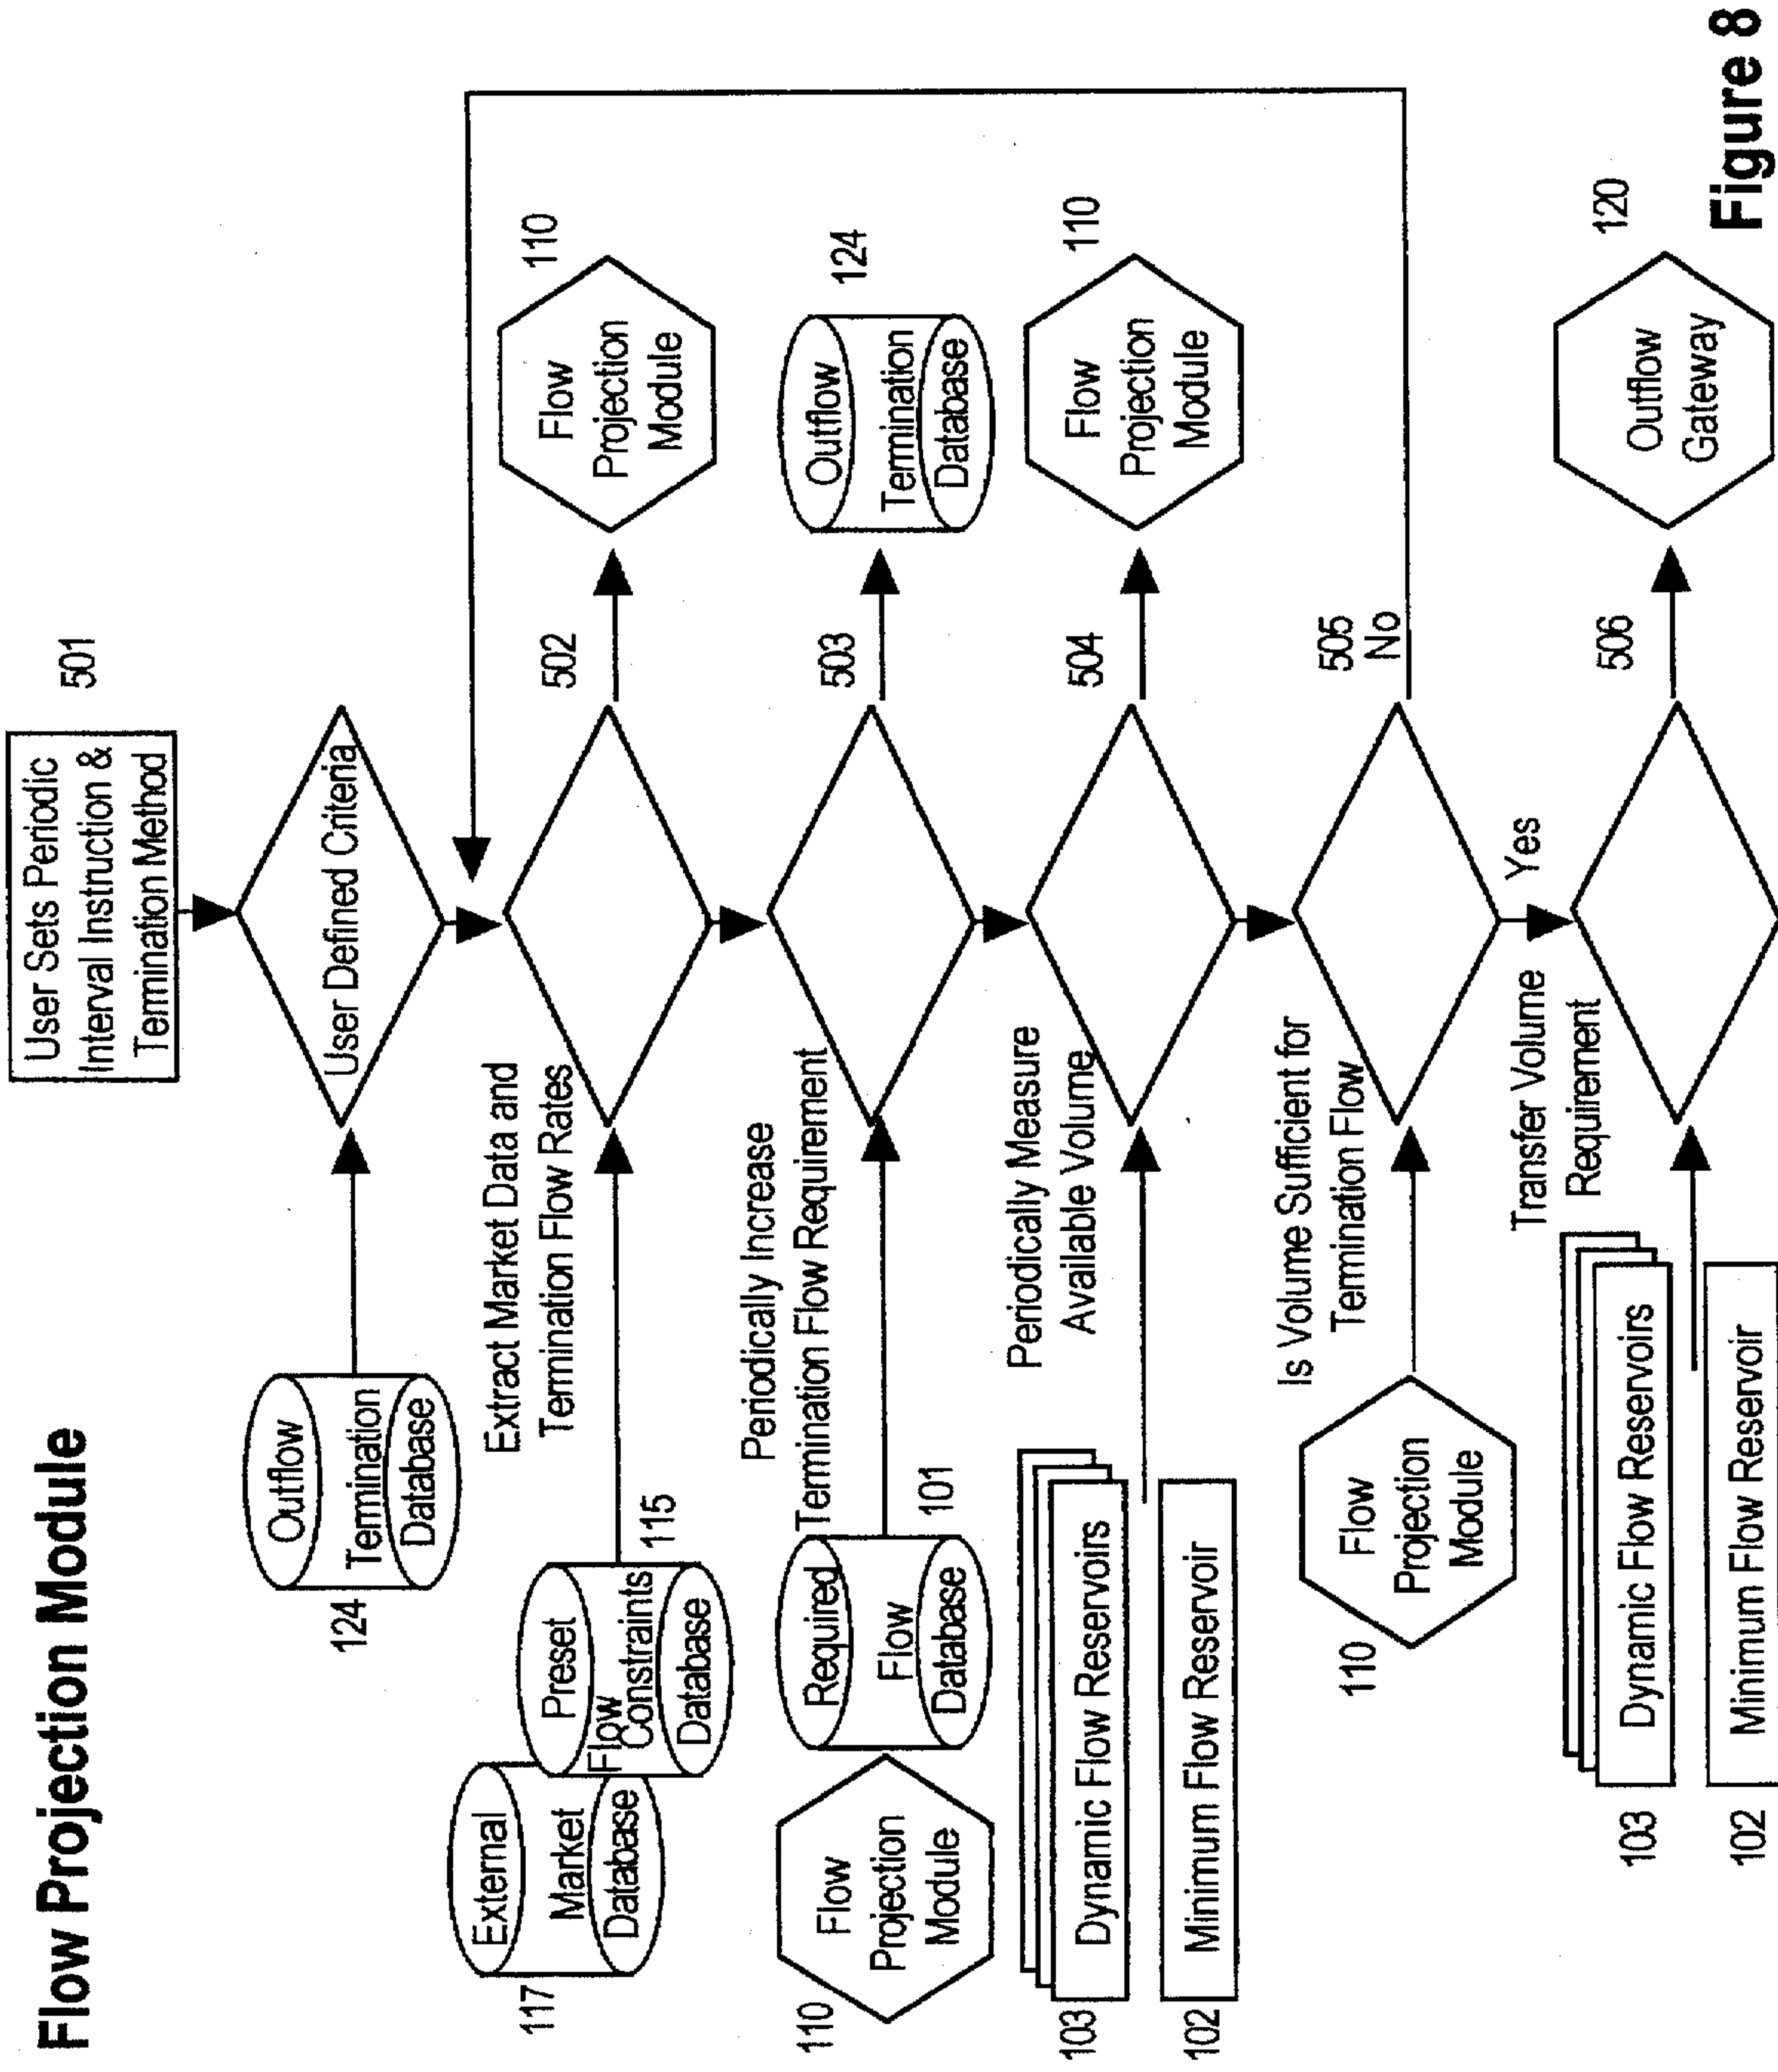 Flow Projection Module
User Sets Periodic
Interval Instruction &
Termination Method
501
User Defined Criteria
Outflow
Termination
Database
124
Extract Market Data and
Termination Flow Rates
502
Flow
Projection
Module
110
External
Market
Database
117
Preset
Flow
Constraints
Database
115
Periodically Increase
Termination Flow Requirement
503
Outflow
Termination
Database
124
Flow
Projection
Module
110
Required
Flow
Database
101
Periodically Measure
Available Volume
504
Flow
Projection
Module
110
Dynamic Flow Reservoirs
103
Minimum Flow Reservoir
102
Is Volume Sufficient for
Termination Flow
505
No
Flow
Projection
Module
110
Yes
Transfer Volume
Requirement
506
Outflow
Gateway
120
Dynamic Flow Reservoirs
103
Minimum Flow Reservoir
102
Figure 8